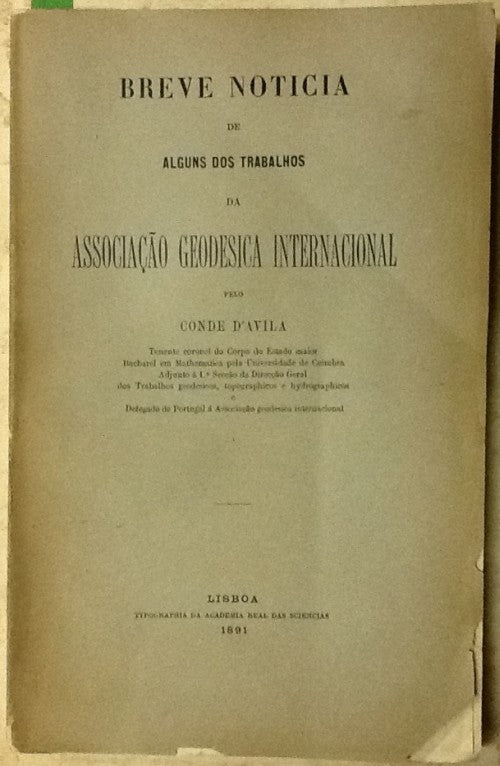 BREVE NOTICIA
DE
ALGUNS DOS TRABALHOS
DA
ASSOCIAÇÃO GEODESICA INTERNACIONAL
PELO
CONDE D'AVILA
Tenente coronel do Corpo do Estado maior
Bacharel em Mathematica pela Universidade de Coimbra
Adjunto á 1.ª Secção da Direcção Geral
dos Trabalhos geodesicos, topographicos e hydrographicos
e
Delegado de Portugal á Associação geodesica internacional
LISBOA
TYPOGRAPHIA DA ACADEMIA REAL DAS SCIENCIAS
1891